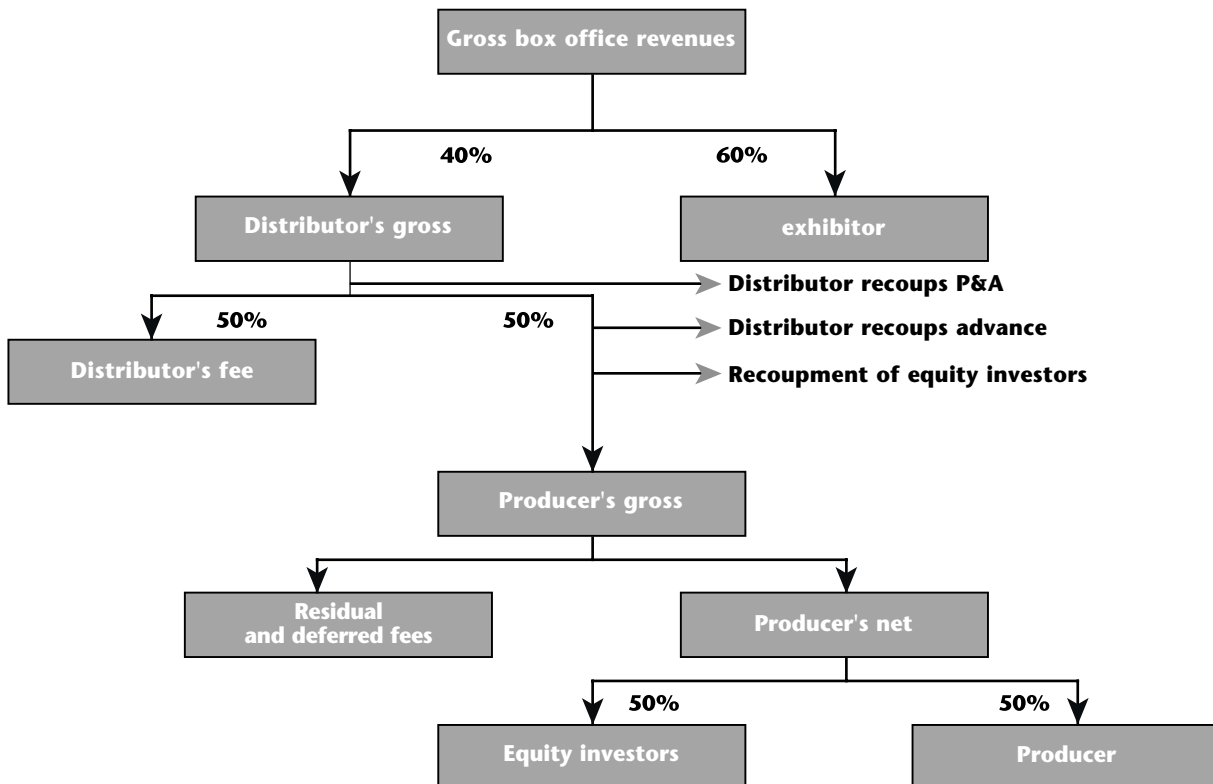 Gross box office revenues
40%
60%
Distributor's gross
exhibitor
Distributor recoups P&A
50%
50%
Distributor recoups advance
Distributor's fee
Recoupment of equity investors
Producer's gross
Residual
and deferred fees
Producer's net
50%
50%
Equity investors
Producer